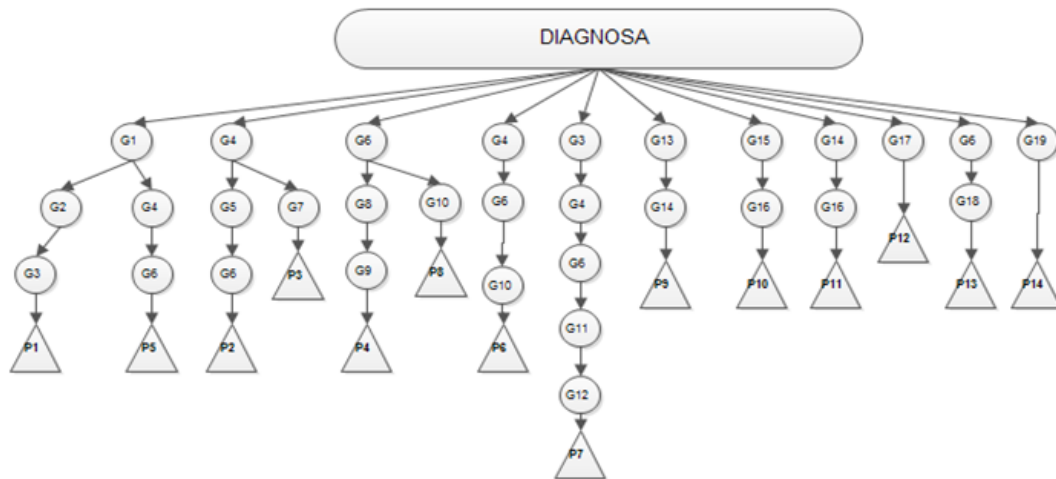 DIAGNOSA
G1 G4 G6 G4 G3 G13 G15 G14 G17 G6 G19
G2 G4 G5 G7 G8 G10 G6 G4 G14 G16 G16 G18
P12
G3 G6 G6 P3 G9 P8 G10 G6 P9 P10 P11 P13 P14
G11
P1 P5 P2 P4 P6
G12
P7